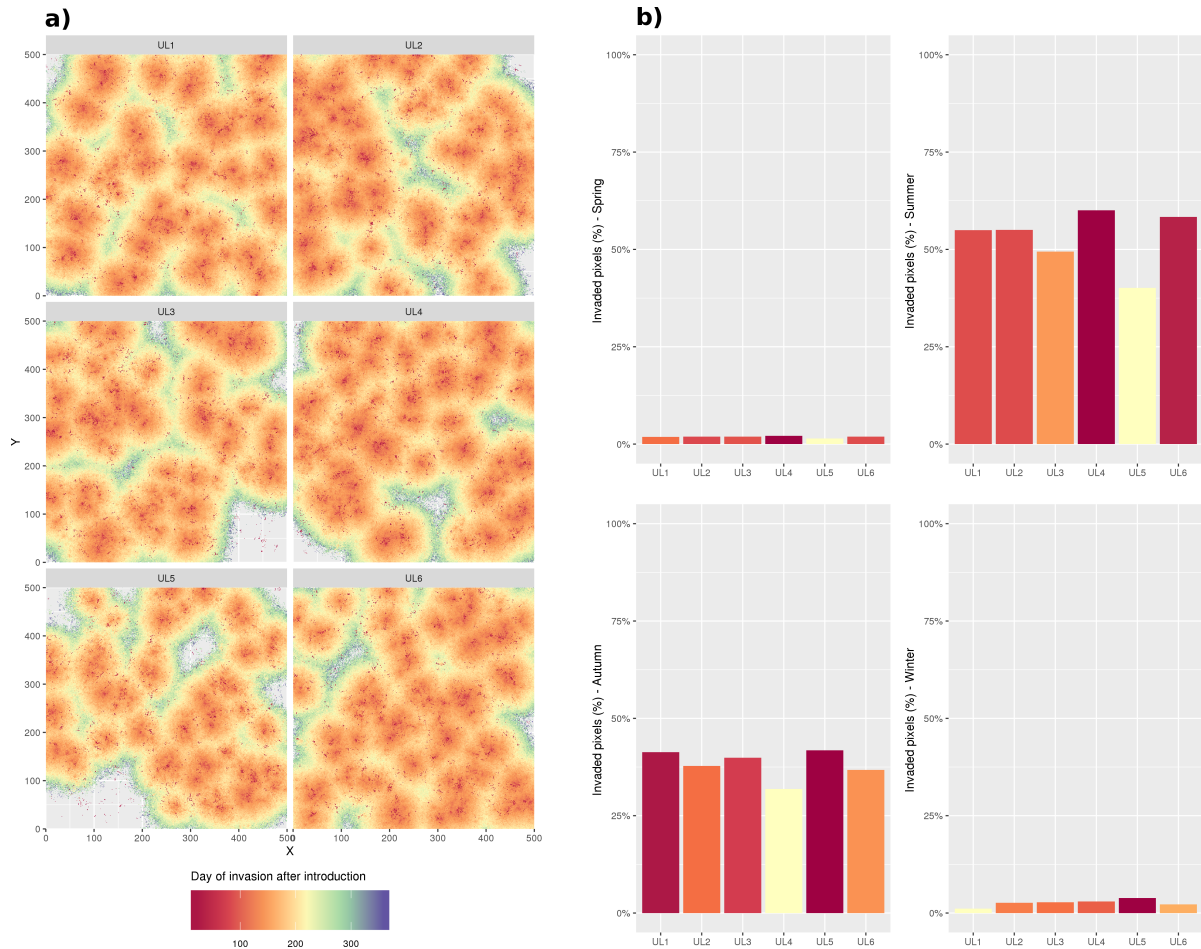 a)
UL1
UL2
500
400
300
200
100
0
UL3
UL4
500
400
300
200
100
0
UL5
UL6
500
400
300
200
100
0
Y
0 100 200 300 400 500
0 100 200 300 400 500
X
Day of invasion after introduction
100 200 300
b)
Invaded pixels (%) - Spring
100%
75%
50%
25%
0%
UL1 UL2 UL3 UL4 UL5 UL6
Invaded pixels (%) - Summer
100%
75%
50%
25%
0%
UL1 UL2 UL3 UL4 UL5 UL6
Invaded pixels (%) - Autumn
100%
75%
50%
25%
0%
UL1 UL2 UL3 UL4 UL5 UL6
Invaded pixels (%) - Winter
100%
75%
50%
25%
0%
UL1 UL2 UL3 UL4 UL5 UL6